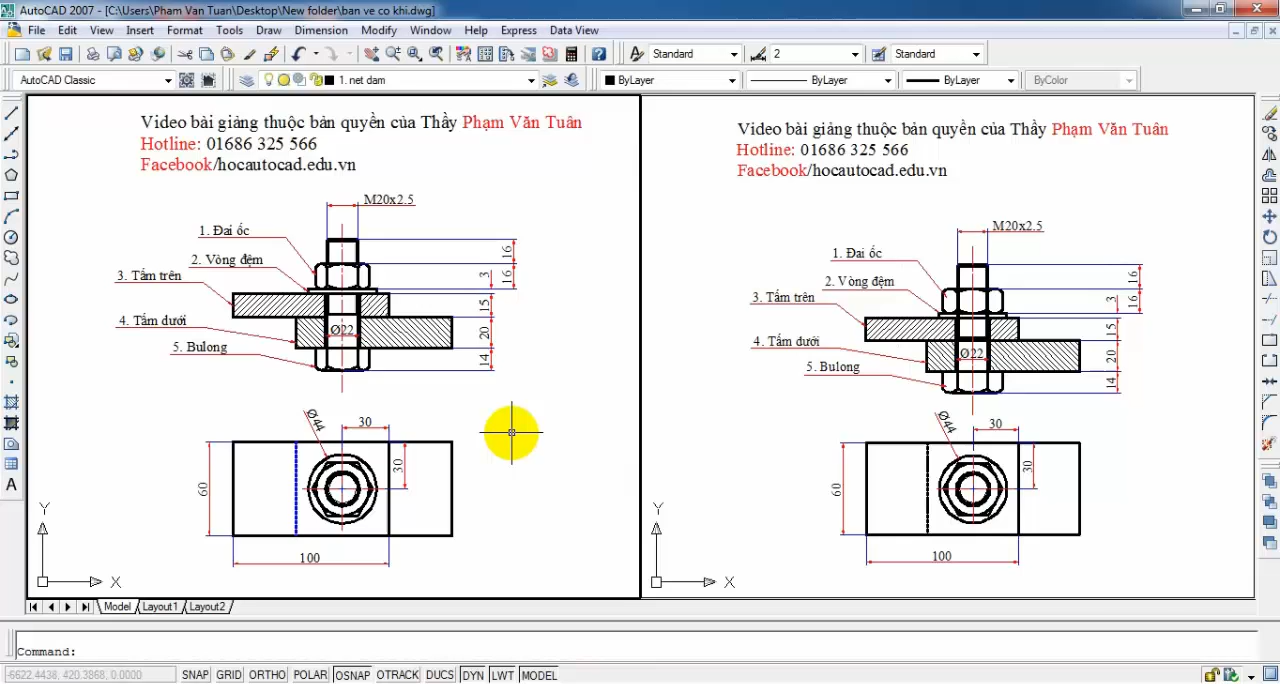 AutoCAD 2007 - [C:\Users\Pham Van Tuan\Desktop\New folder\ban ve co khi.dwg]
File Edit View Insert Format Tools Draw Dimension Modify Window Help Express Data View
Standard 2 Standard
AutoCAD Classic 1. net dam ByLayer ByLayer ByLayer ByColor
Video bài giảng thuộc bản quyền của Thầy Phạm Văn Tuân
Hotline: 01686 325 566
Facebook/hocautocad.edu.vn
M20x2.5
1. Đai ốc
2. Vòng đệm
3. Tấm trên
4. Tấm dưới
5. Bulong
Ø22
16
3
16
15
20
14
Ø44
30
30
60
100
Y
X
Video bài giảng thuộc bản quyền của Thầy Phạm Văn Tuân
Hotline: 01686 325 566
Facebook/hocautocad.edu.vn
M20x2.5
1. Đai ốc
2. Vòng đệm
3. Tấm trên
4. Tấm dưới
5. Bulong
Ø22
16
3
16
15
20
14
Ø44
30
30
60
100
Y
X
A
Model Layout1 Layout2
Command:
-6622.4438, 420.3868, 0.0000 SNAP GRID ORTHO POLAR OSNAP OTRACK DUCS DYN LWT MODEL